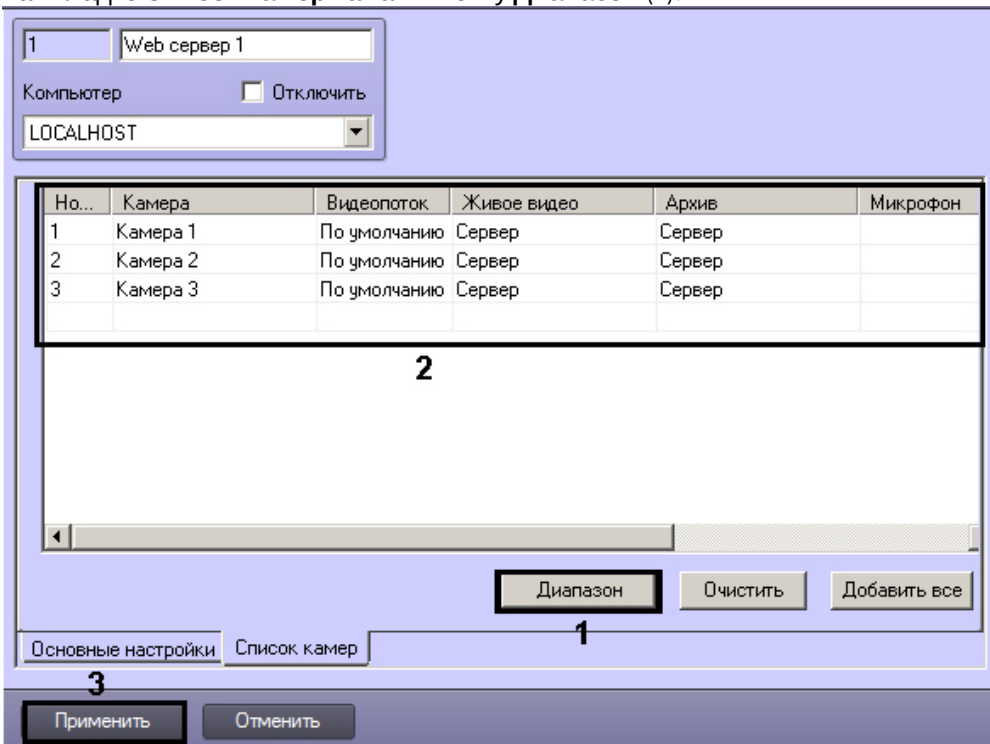 1 Web сервер 1
Компьютер Отключить
LOCALHOST
Но... Камера Видеопоток Живое видео Архив Микрофон
1 Камера 1 По умолчанию Сервер Сервер
2 Камера 2 По умолчанию Сервер Сервер
3 Камера 3 По умолчанию Сервер Сервер
2
Диапазон Очистить Добавить все
1
Основные настройки Список камер
3
Применить Отменить